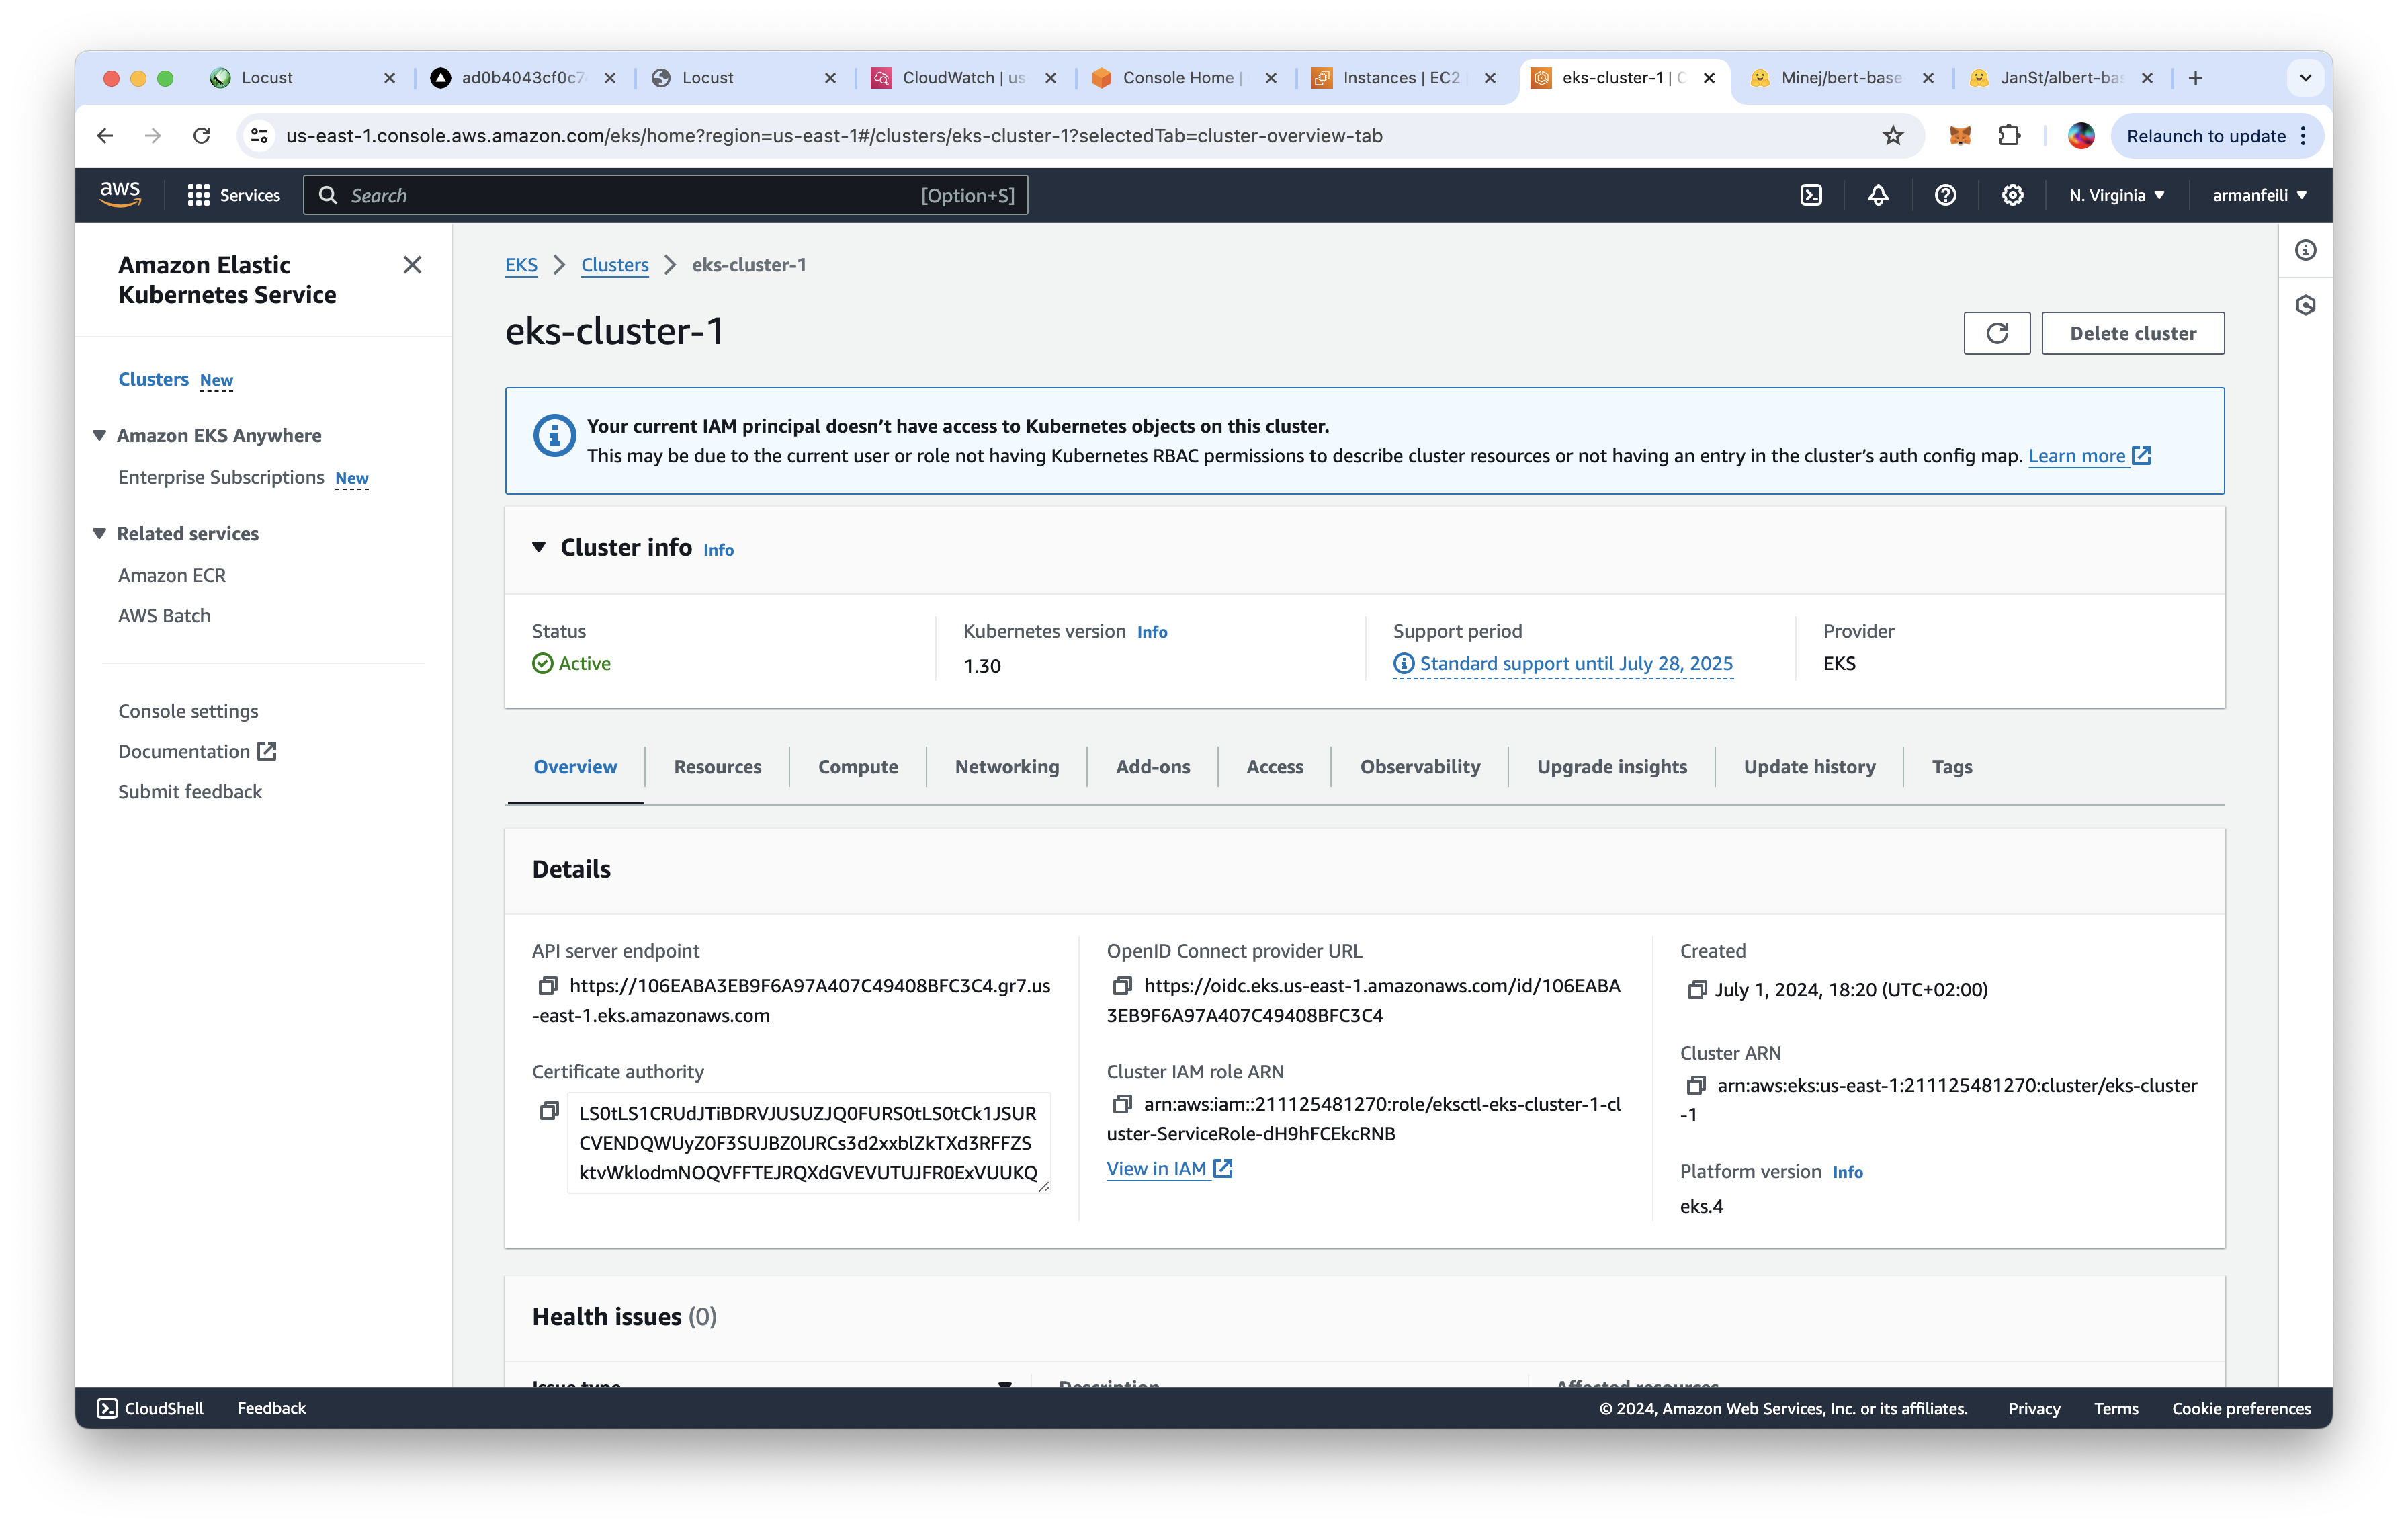 Locust
ad0b4043cf0c7
Locust
CloudWatch | us
Console Home |
Instances | EC2
eks-cluster-1 | C
Minej/bert-base
JanSt/albert-bas
us-east-1.console.aws.amazon.com/eks/home?region=us-east-1#/clusters/eks-cluster-1?selectedTab=cluster-overview-tab
Relaunch to update
aws
Services
Search
[Option+S]
N. Virginia
armanfeili
Amazon Elastic
Kubernetes Service
Clusters New
Amazon EKS Anywhere
Enterprise Subscriptions New
Related services
Amazon ECR
AWS Batch
Console settings
Documentation
Submit feedback
EKS
Clusters
eks-cluster-1
eks-cluster-1
Delete cluster
Your current IAM principal doesn’t have access to Kubernetes objects on this cluster.
This may be due to the current user or role not having Kubernetes RBAC permissions to describe cluster resources or not having an entry in the cluster’s auth config map. Learn more
Cluster info Info
Status
Active
Kubernetes version Info
1.30
Support period
Standard support until July 28, 2025
Provider
EKS
Overview
Resources
Compute
Networking
Add-ons
Access
Observability
Upgrade insights
Update history
Tags
Details
API server endpoint
https://106EABA3EB9F6A97A407C49408BFC3C4.gr7.us
-east-1.eks.amazonaws.com
Certificate authority
LS0tLS1CRUdJTiBDRVJUSUZJQ0FURS0tLS0tCk1JSUR
CVENDQWUyZ0F3SUJBZ0lJRCs3d2xxblZkTXd3RFFZS
ktvWklodmNOQVFFTEJRQXdGVEVUTUJFR0ExVUUKQ
OpenID Connect provider URL
https://oidc.eks.us-east-1.amazonaws.com/id/106EABA
3EB9F6A97A407C49408BFC3C4
Cluster IAM role ARN
arn:aws:iam::211125481270:role/eksctl-eks-cluster-1-cl
uster-ServiceRole-dH9hFCEkcRNB
View in IAM
Created
July 1, 2024, 18:20 (UTC+02:00)
Cluster ARN
arn:aws:eks:us-east-1:211125481270:cluster/eks-cluster
-1
Platform version Info
eks.4
Health issues (0)
Issue type
Description
Affected resources
CloudShell
Feedback
© 2024, Amazon Web Services, Inc. or its affiliates.
Privacy
Terms
Cookie preferences